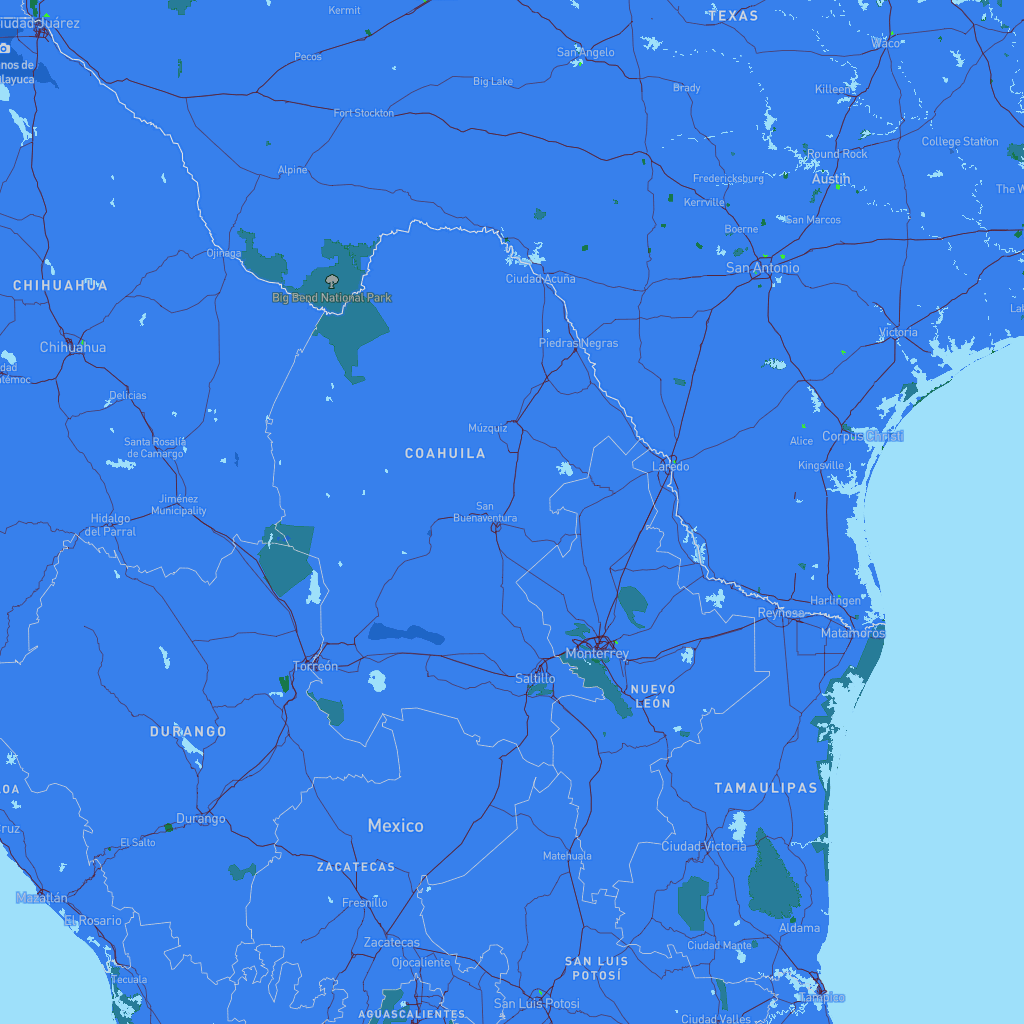 Kermit
TEXAS
Ciudad Juárez
Waco
San Angelo
Pecos
Big Lake
Brady
Killeen
Fort Stockton
College Station
Round Rock
Alpine
Fredericksburg
Austin
Kerrville
San Marcos
Boerne
Ojinaga
San Antonio
Ciudad Acuña
CHIHUAHUA
Big Bend National Park
Victoria
Piedras Negras
Chihuahua
Delicias
Múzquiz
Corpus Christi
Santa Rosalía
de Camargo
Alice
COAHUILA
Kingsville
Laredo
Jiménez
Municipality
San
Buenaventura
Hidalgo
del Parral
Harlingen
Reynosa
Matamoros
Monterrey
Torreón
Saltillo
NUEVO
LEÓN
DURANGO
TAMAULIPAS
Durango
Mexico
El Salto
Ciudad Victoria
Matehuala
ZACATECAS
Mazatlán
Fresnillo
El Rosario
Aldama
Zacatecas
Ciudad Mante
Ojocaliente
SAN LUIS
POTOSÍ
Tecuala
Tampico
San Luis Potosi
AGUASCALIENTES
Ciudad Valles